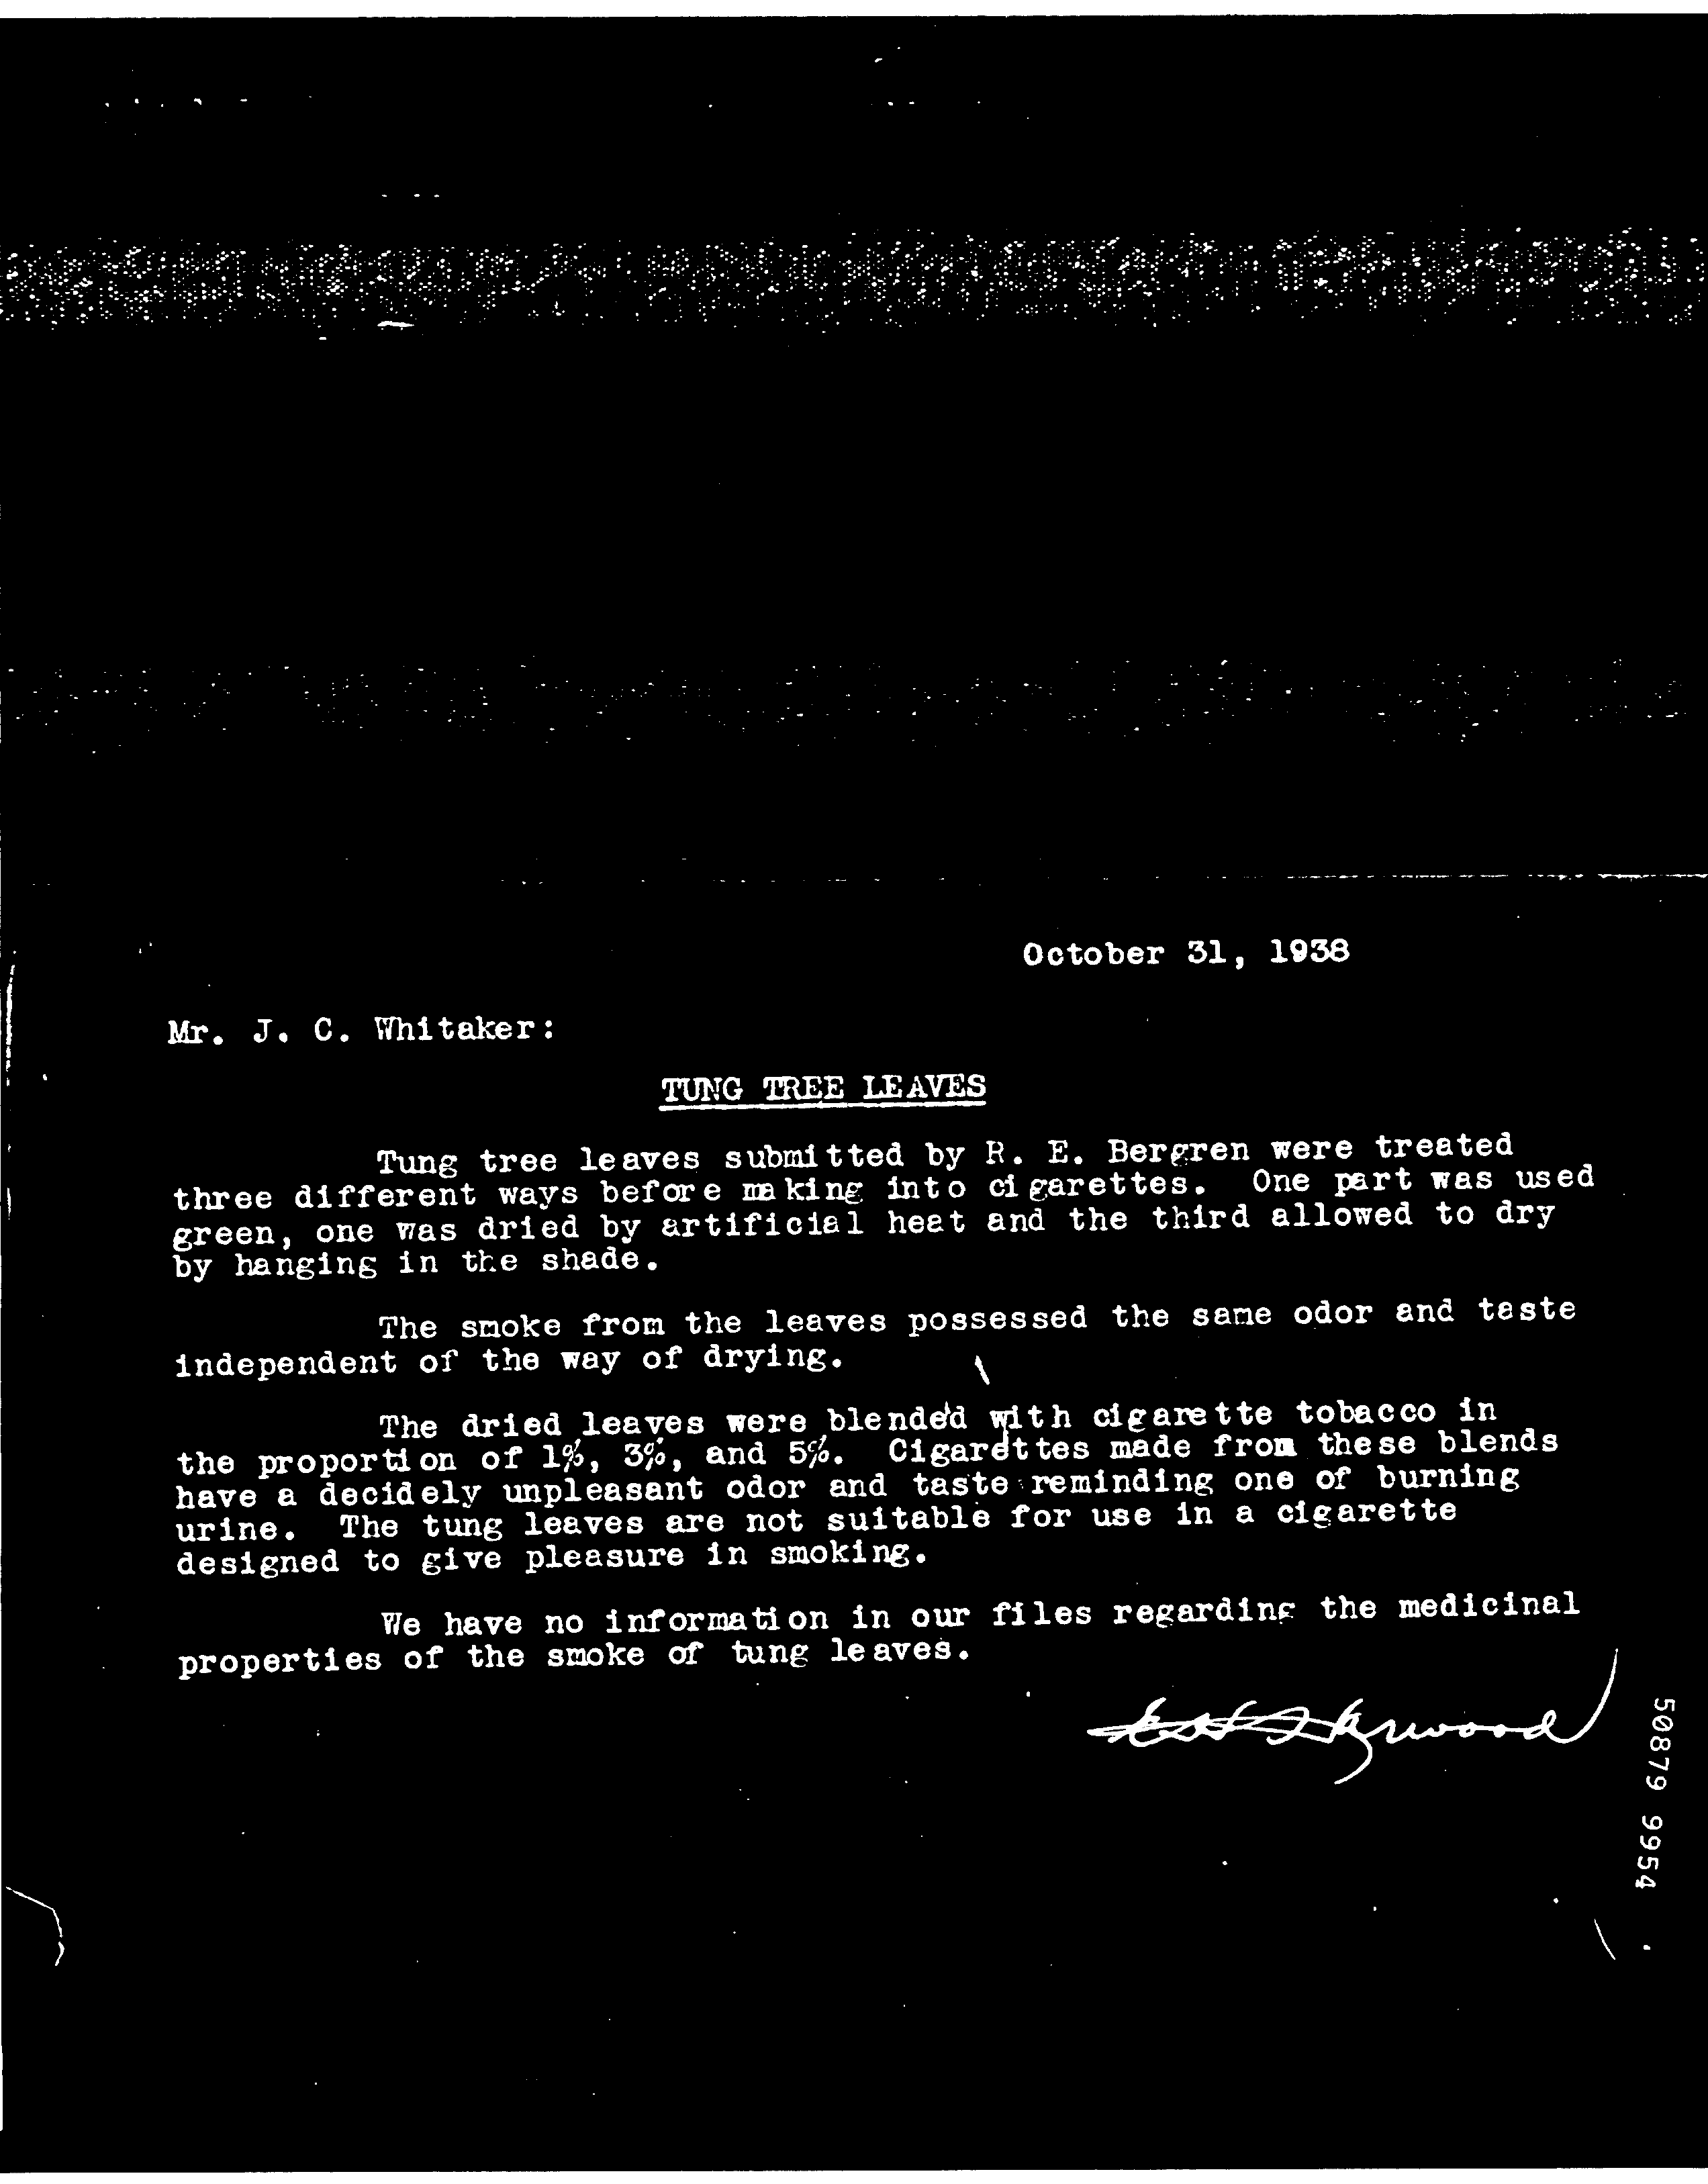 October 31, 1938
Mr. J. C. Whitaker:
TUNG TREE LEAVES
Tung tree leaves submitted by R. E. Bergren were treated
three different ways before making into cigarettes. One part was used
green, one was dried by artificial heat and the third allowed to dry
by hanging in the shade.
The smoke from the leaves possessed the same odor and taste
independent of the way of drying.
The dried leaves were blended with cigarette tobacco in
the proportion of 1%, 3%, and 5%. Cigarettes made from these blends
have a decidely unpleasant odor and taste reminding one of burning
urine. The tung leaves are not suitable for use in a cigarette
designed to give pleasure in smoking.
We have no information in our files regarding the medicinal
properties of the smoke of tung leaves.
50879 9954